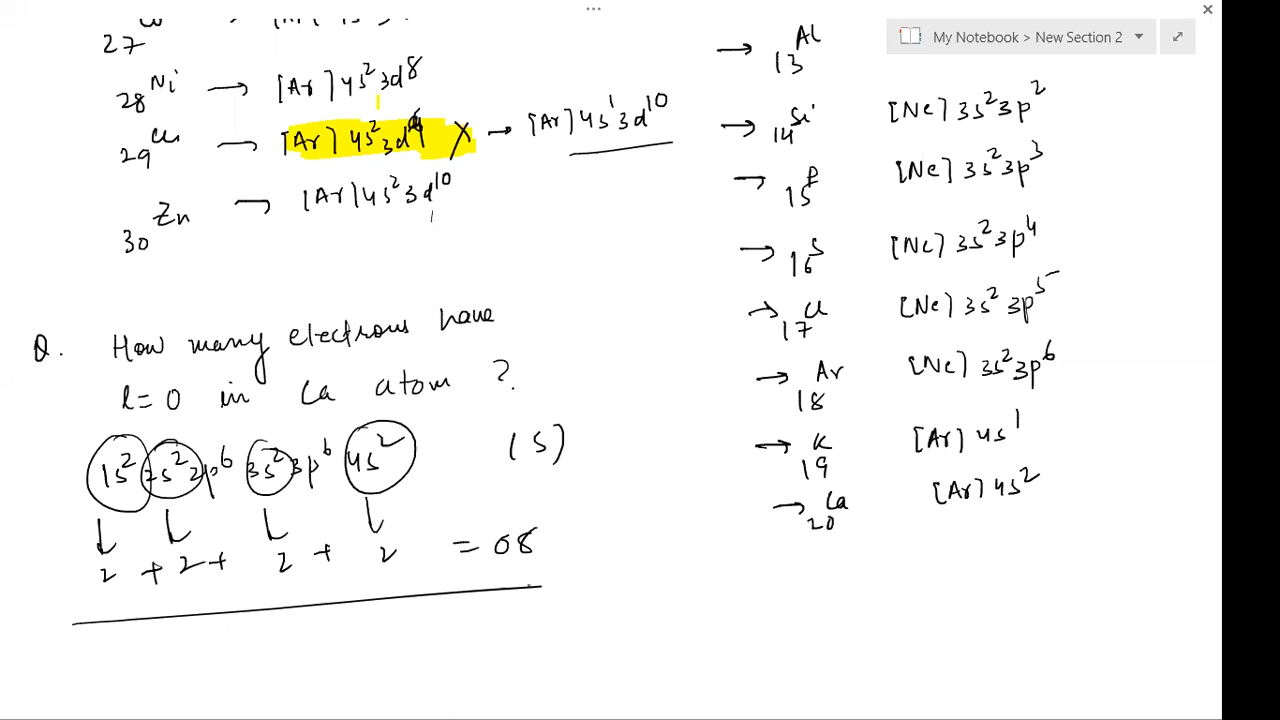 27
28Ni → [Ar] 4s² 3d⁸
29Cu → [Ar] 4s² 3d⁹ X → [Ar] 4s¹ 3d¹⁰
30Zn → [Ar] 4s² 3d¹⁰
Q. How many electrons have
l=0 in Ca atom ?
1s² 2s² 2p⁶ 3s² 3p⁶ 4s² (s)
2 + 2 + 2 + 2 = 08
My Notebook > New Section 2
→ 13Al
→ 14Si [Ne] 3s² 3p²
→ 15P [Ne] 3s² 3p³
→ 16S [Ne] 3s² 3p⁴
→ 17Cl [Ne] 3s² 3p⁵
→ 18Ar [Ne] 3s² 3p⁶
→ 19K [Ar] 4s¹
→ 20Ca [Ar] 4s²